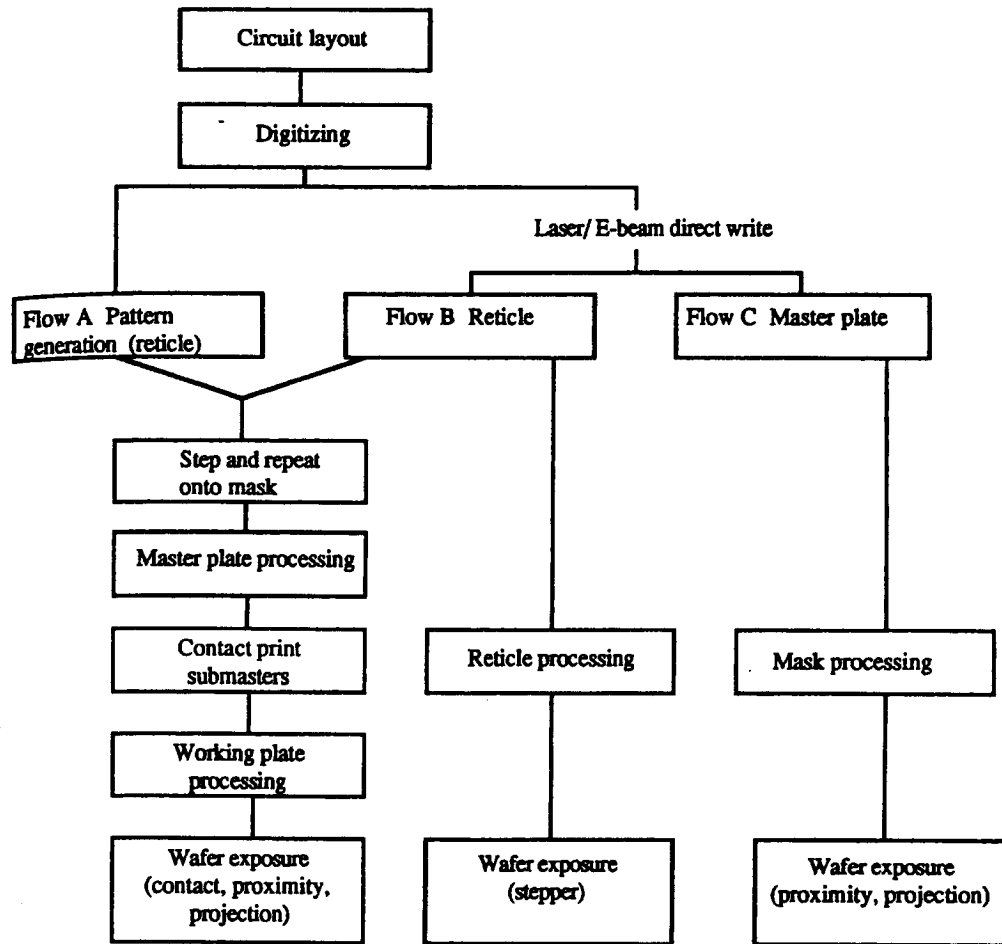 Circuit layout
Digitizing
Laser/ E-beam direct write
Flow A Pattern
generation (reticle)
Flow B Reticle
Flow C Master plate
Step and repeat
onto mask
Master plate processing
Contact print
submasters
Reticle processing
Mask processing
Working plate
processing
Wafer exposure
(contact, proximity,
projection)
Wafer exposure
(stepper)
Wafer exposure
(proximity, projection)